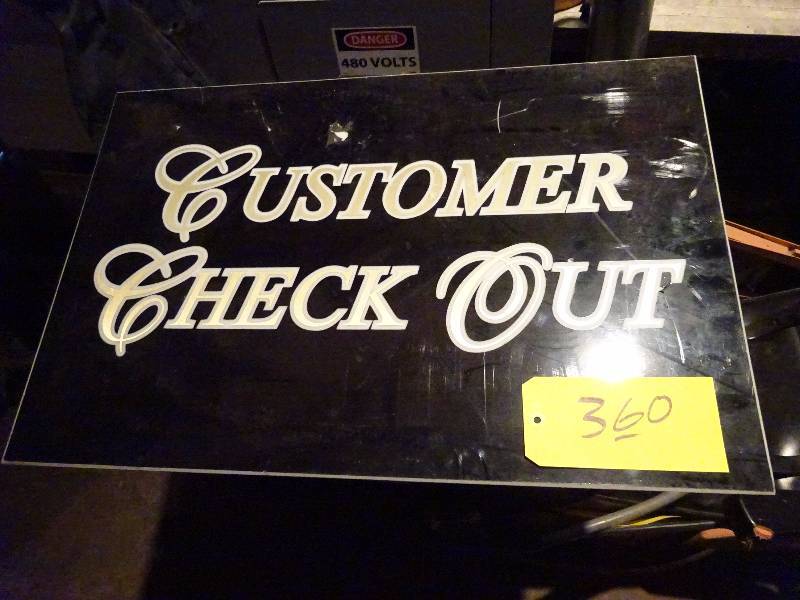 DANGER
480 VOLTS
CUSTOMER
CHECK OUT
360